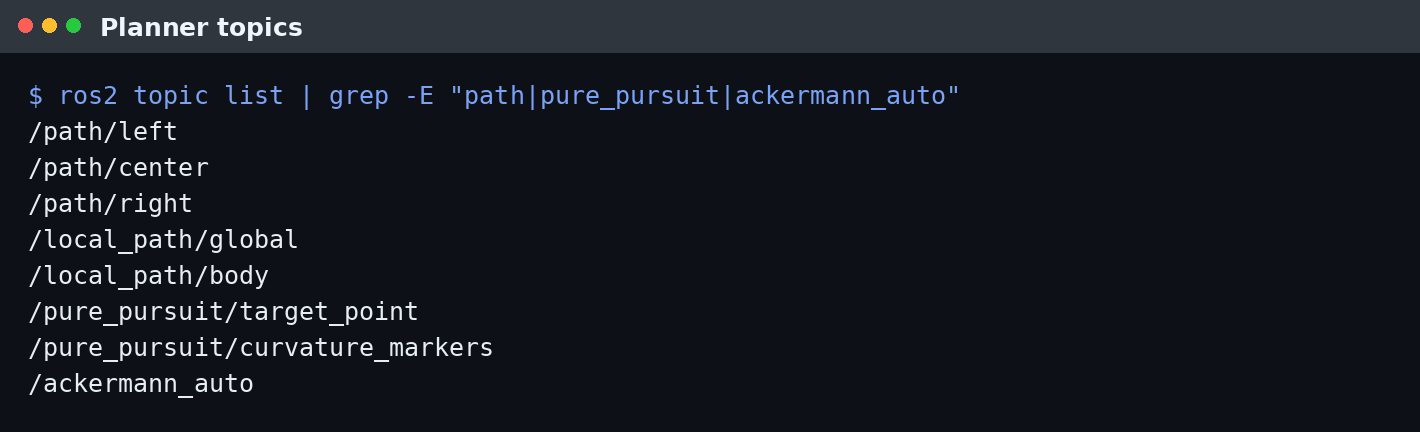 Planner topics
$ ros2 topic list | grep -E "path|pure_pursuit|ackermann_auto"
/path/left
/path/center
/path/right
/local_path/global
/local_path/body
/pure_pursuit/target_point
/pure_pursuit/curvature_markers
/ackermann_auto